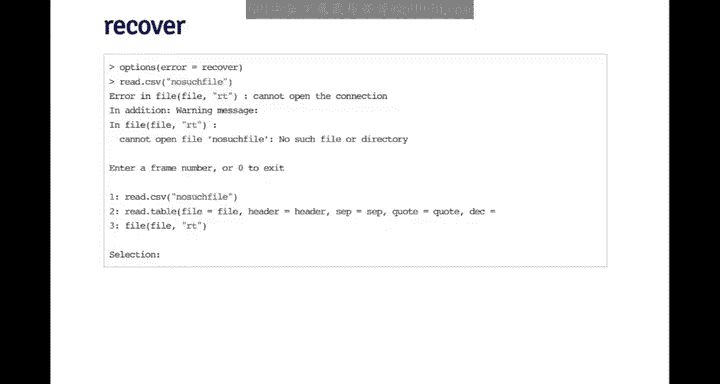 recover
> options(error = recover)
> read.csv("nosuchfile")
Error in file(file, "rt") : cannot open the connection
In addition: Warning message:
In file(file, "rt") :
cannot open file 'nosuchfile': No such file or directory
Enter a frame number, or 0 to exit
1: read.csv("nosuchfile")
2: read.table(file = file, header = header, sep = sep, quote = quote, dec =
3: file(file, "rt")
Selection: